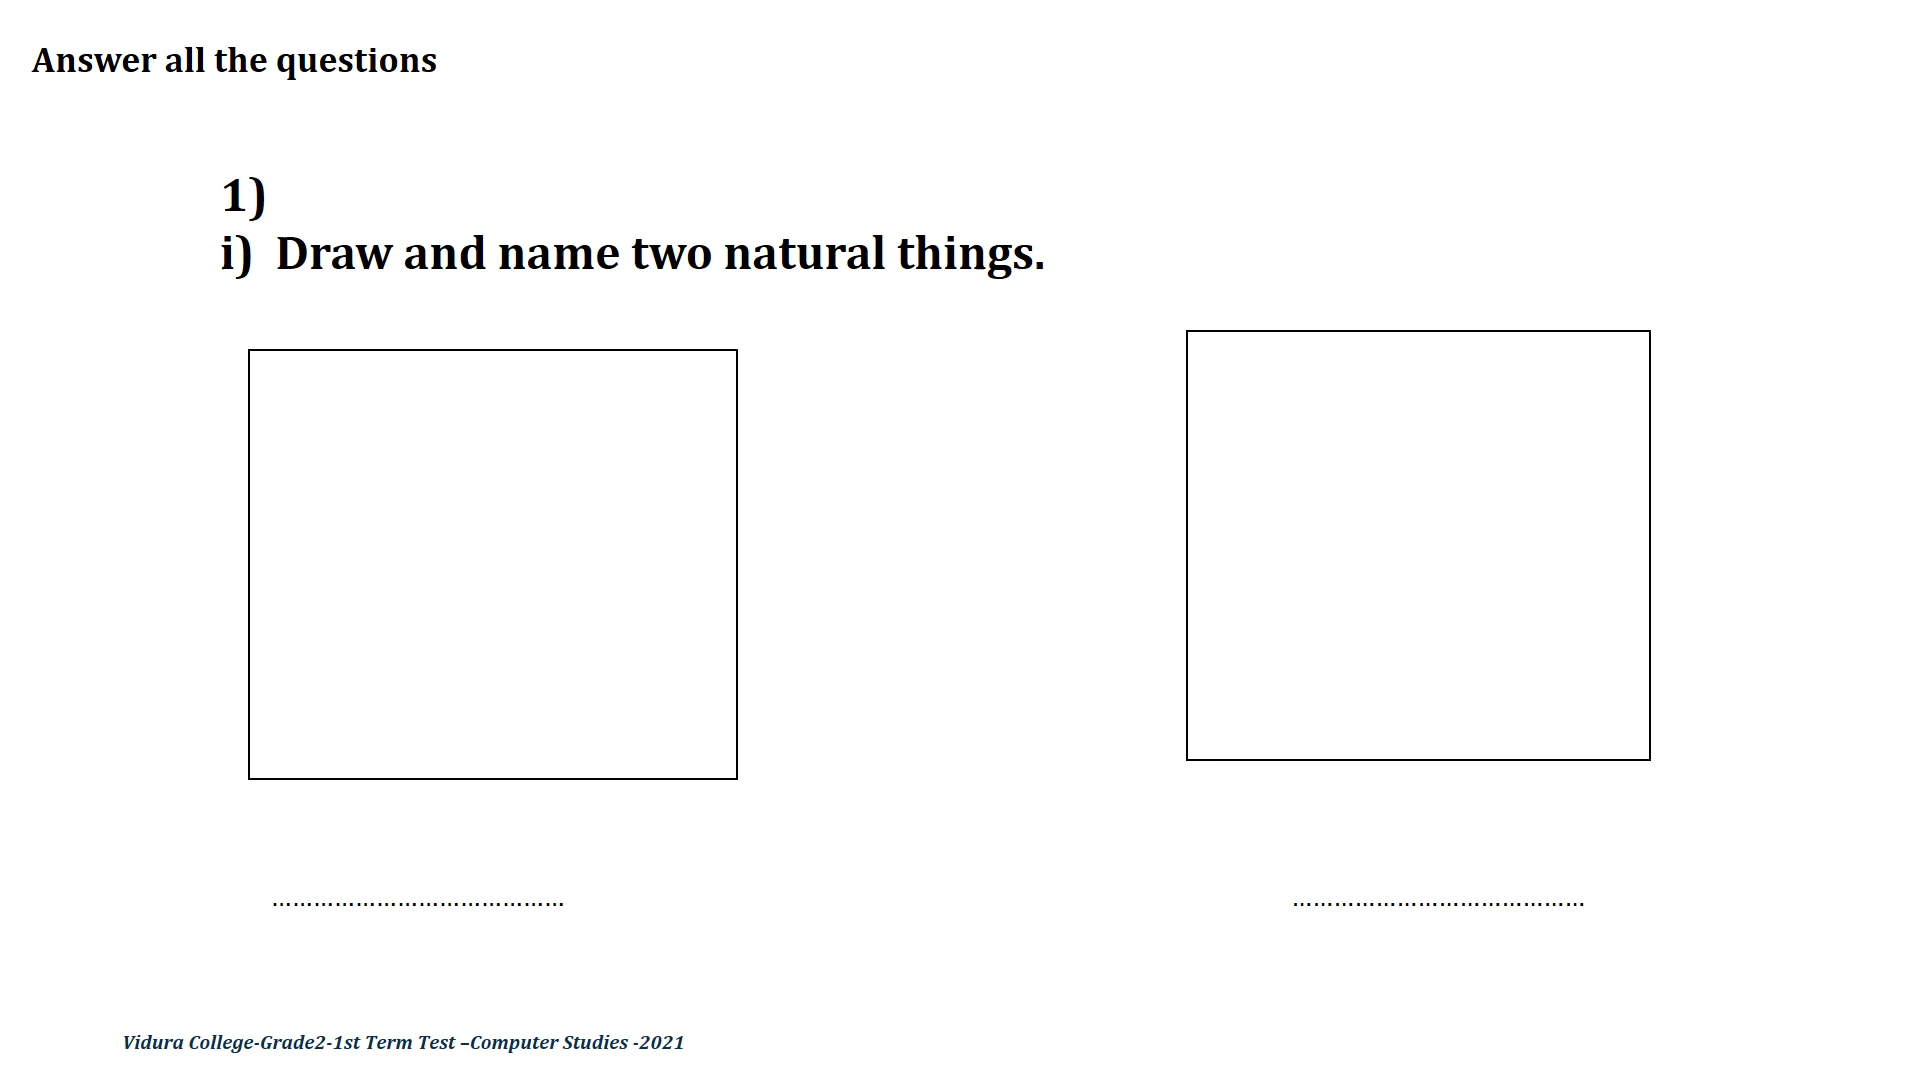 Answer all the questions
1)
i) Draw and name two natural things.
…………………………………… ……………………………………
Vidura College-Grade2-1st Term Test –Computer Studies -2021